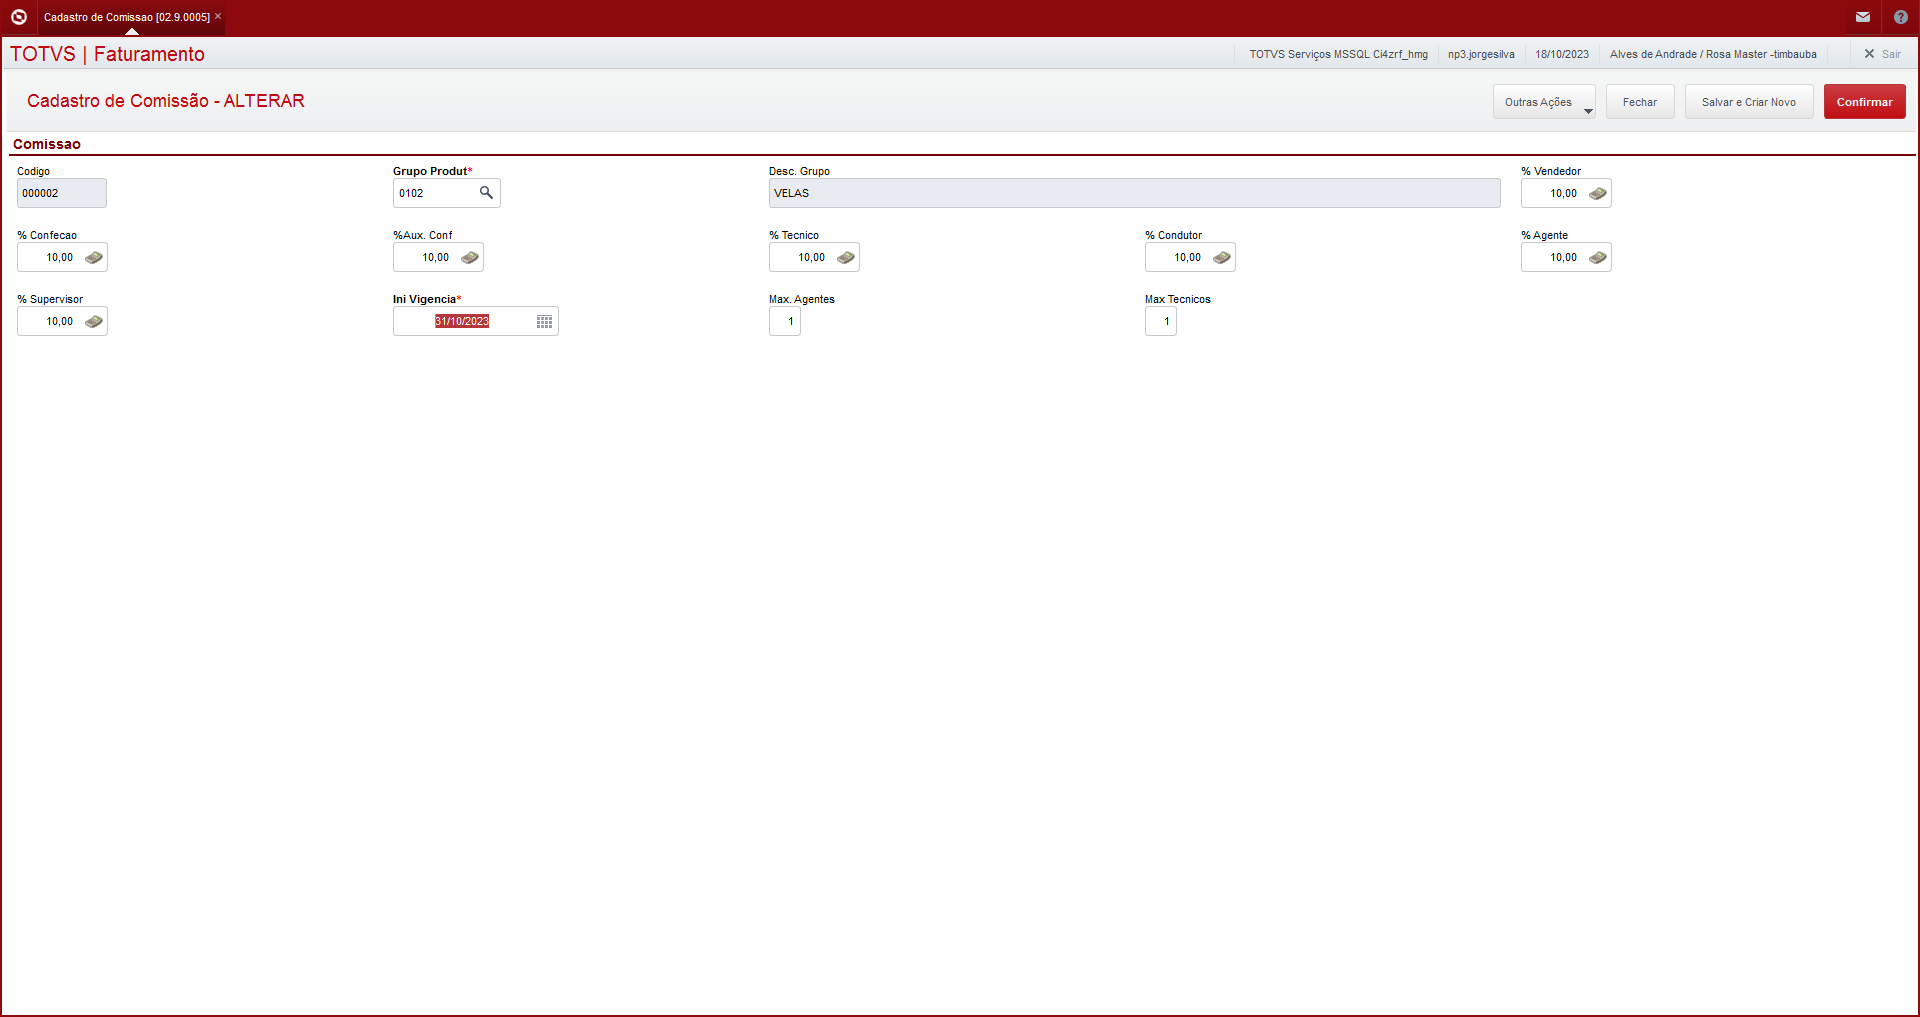 Cadastro de Comissao [02.9.0005]
TOTVS | Faturamento
TOTVS Serviços MSSQL Ci4zrf_hmg
np3.jorgesilva
18/10/2023
Alves de Andrade / Rosa Master -timbauba
Sair
Cadastro de Comissão - ALTERAR
Outras Ações
Fechar
Salvar e Criar Novo
Confirmar
Comissao
Codigo
000002
Grupo Produt*
0102
Desc. Grupo
VELAS
% Vendedor
10,00
% Confecao
10,00
%Aux. Conf
10,00
% Tecnico
10,00
% Condutor
10,00
% Agente
10,00
% Supervisor
10,00
Ini Vigencia*
31/10/2023
Max. Agentes
1
Max Tecnicos
1